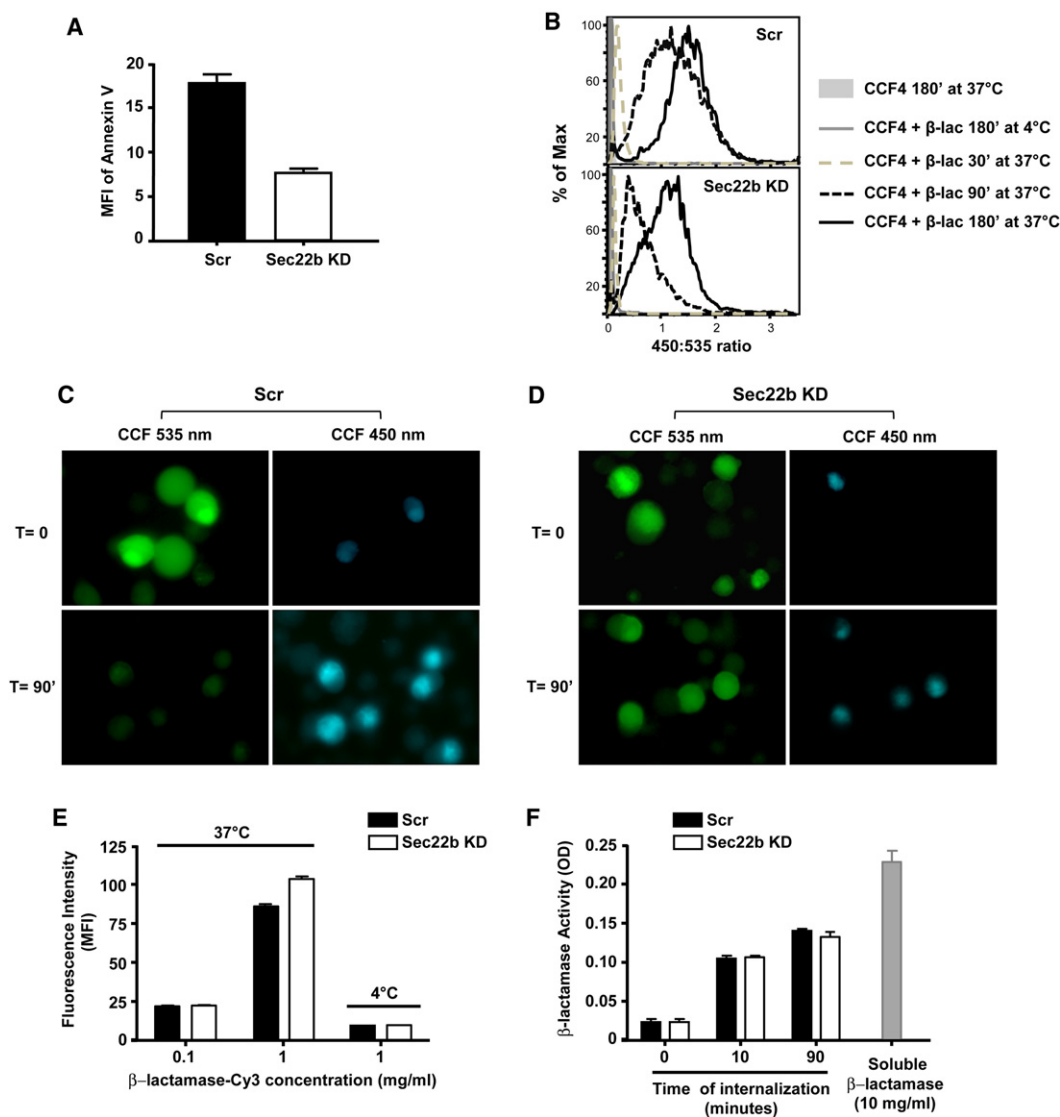 A
MFI of Annexin V
20
15
10
5
0
Scr
Sec22b KD
B
% of Max
%
100
80
60
40
20
Scr
100
80
60
40
20
Sec22b KD
0 1 2 3
450:535 ratio
CCF4 180' at 37°C
CCF4 + β-lac 180' at 4°C
CCF4 + β-lac 30' at 37°C
CCF4 + β-lac 90' at 37°C
CCF4 + β-lac 180' at 37°C
C
Scr
CCF 535 nm CCF 450 nm
T= 0
T= 90'
D
Sec22b KD
CCF 535 nm CCF 450 nm
T= 0
T= 90'
E
Scr
Sec22b KD
37°C
4°C
Fluorescence Intensity
(MFI)
125
100
75
50
25
0
0.1 1 1
β–lactamase-Cy3 concentration (mg/ml)
F
Scr
Sec22b KD
β-lactamase Activity (OD)
0.25
0.20
0.15
0.10
0.05
0
0 10 90
Time of internalization
(minutes)
Soluble
β–lactamase
(10 mg/ml)